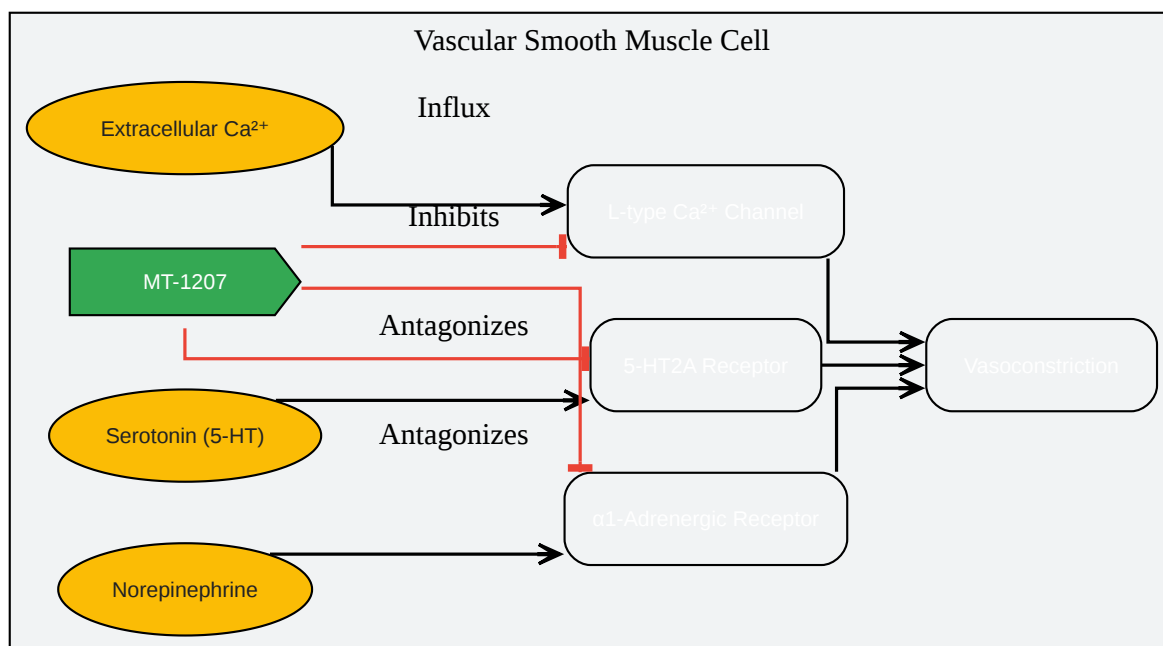 Vascular Smooth Muscle Cell
Influx
Extracellular Ca²⁺
L-type Ca²⁺ Channel
Inhibits
MT-1207
Antagonizes
5-HT2A Receptor
Vasoconstriction
Serotonin (5-HT)
Antagonizes
α1-Adrenergic Receptor
Norepinephrine